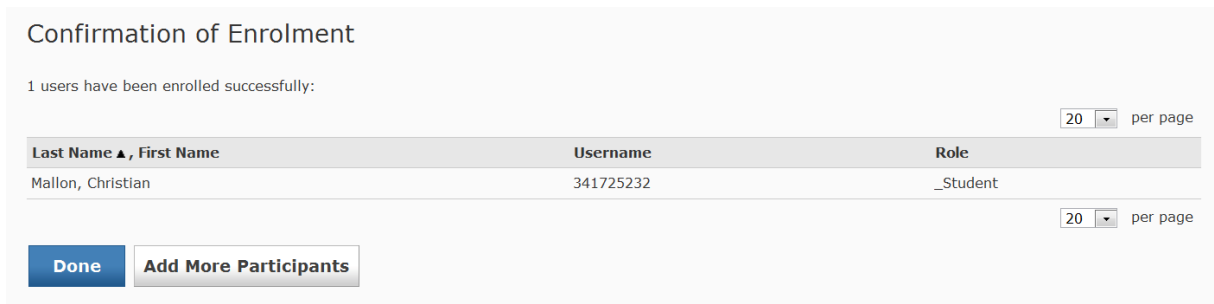 Confirmation of Enrolment
1 users have been enrolled successfully:
20 per page
Last Name ▲, First Name Username Role
Mallon, Christian 341725232 _Student
20 per page
Done Add More Participants